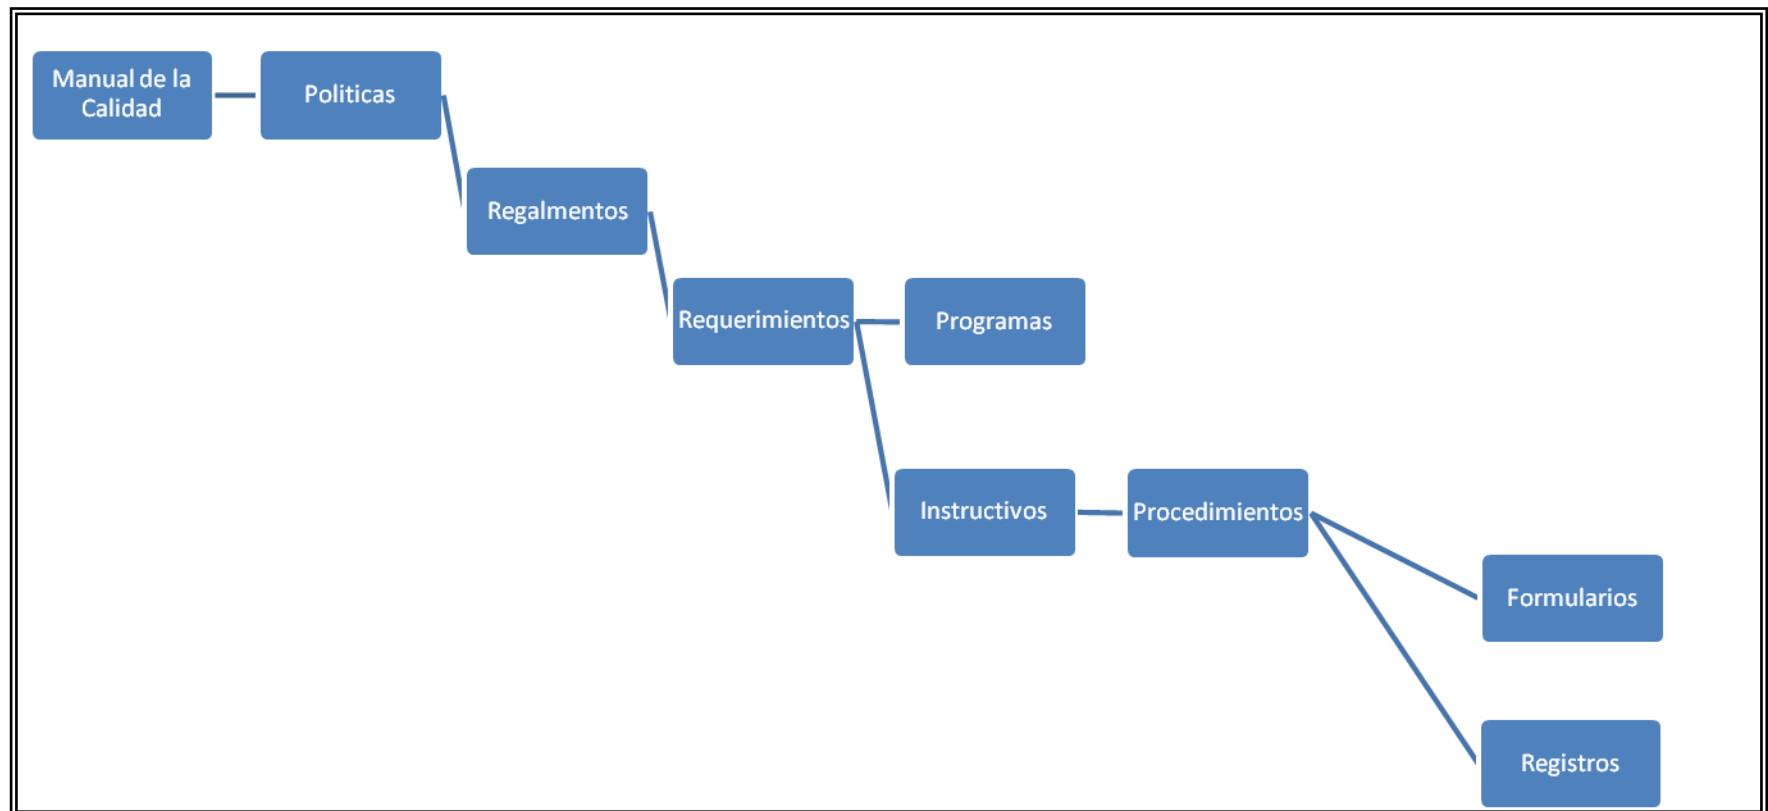 Manual de la
Calidad
Politicas
Regalmentos
Requerimientos
Programas
Instructivos
Procedimientos
Formularios
Registros